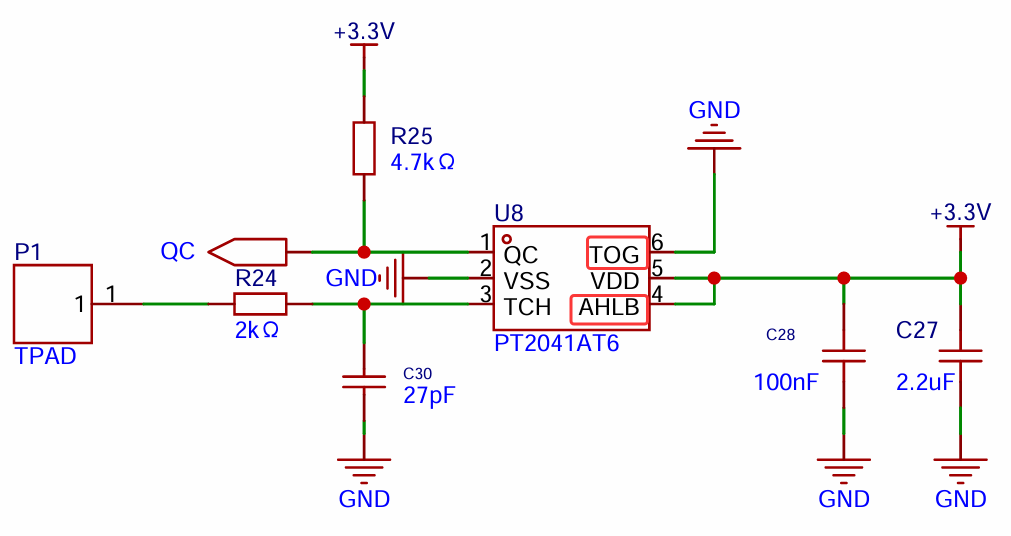 +3.3V
R25
4.7kΩ
GND
U8
+3.3V
P1
QC
1
QC
TOG
6
R24
GND
2
VSS
VDD
5
1
1
3
TCH
AHLB
4
2kΩ
PT2041AT6
TPAD
C28
C27
C30
100nF
2.2uF
27pF
GND
GND
GND